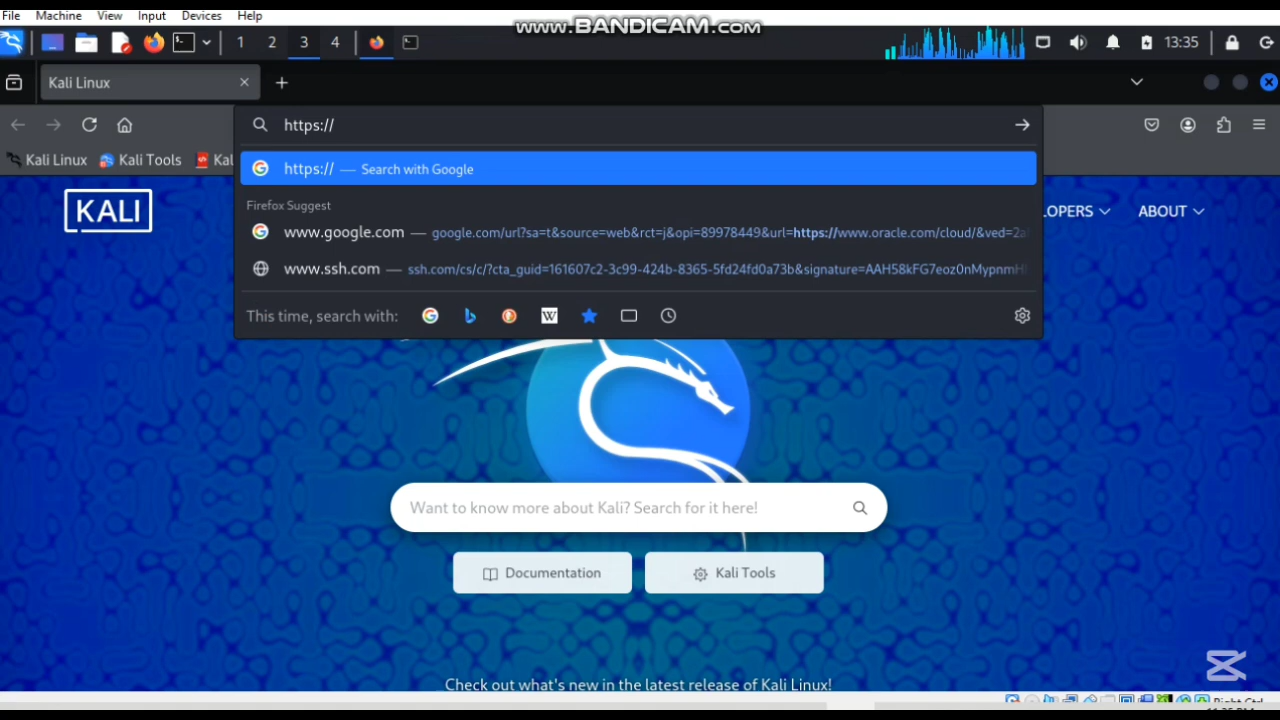 File Machine View Input Devices Help
www.BANDICAM.com
1 2 3 4 13:35
Kali Linux
https://
Kali Linux Kali Tools Kal
https:// — Search with Google
Firefox Suggest
www.google.com — google.com/url?sa=t&source=web&rct=j&opi=89978449&url=https://www.oracle.com/cloud/&ved=2a
www.ssh.com — ssh.com/cs/c/?cta_guid=161607c2-3c99-424b-8365-5fd24fd0a73b&signature=AAH58kFG7eoz0nMypnmH
This time, search with:
KALI
LOPERS ABOUT
Want to know more about Kali? Search for it here!
Documentation Kali Tools
Check out what's new in the latest release of Kali Linux!
Right Ctrl